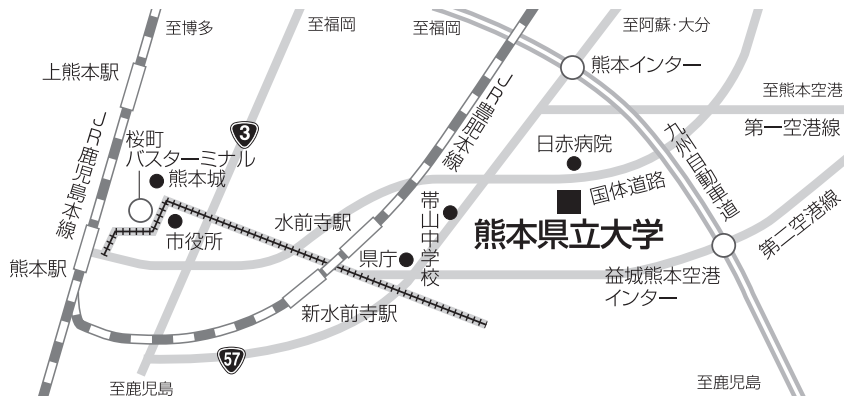 至博多
至福岡
至福岡
至阿蘇・大分
上熊本駅
熊本インター
至熊本空港
第一空港線
JR鹿児島本線
JR豊肥本線
九州自動車道
3
桜町
バスターミナル
熊本城
日赤病院
国体道路
市役所
水前寺駅
帯山中学校
熊本県立大学
第二空港線
熊本駅
県庁
益城熊本空港
インター
新水前寺駅
57
至鹿児島
至鹿児島